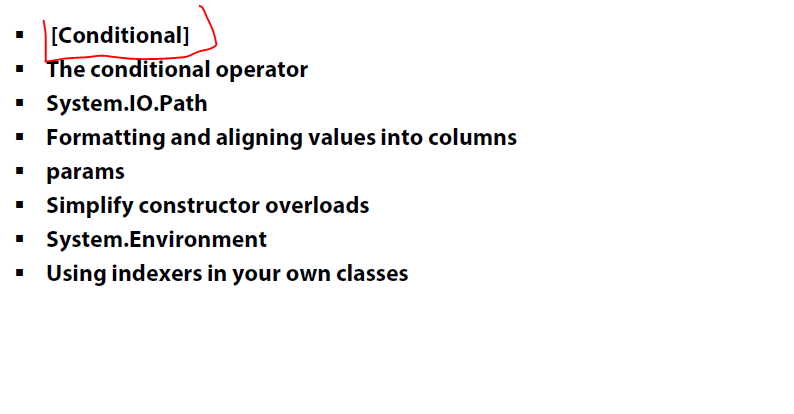 [Conditional]
The conditional operator
System.IO.Path
Formatting and aligning values into columns
params
Simplify constructor overloads
System.Environment
Using indexers in your own classes